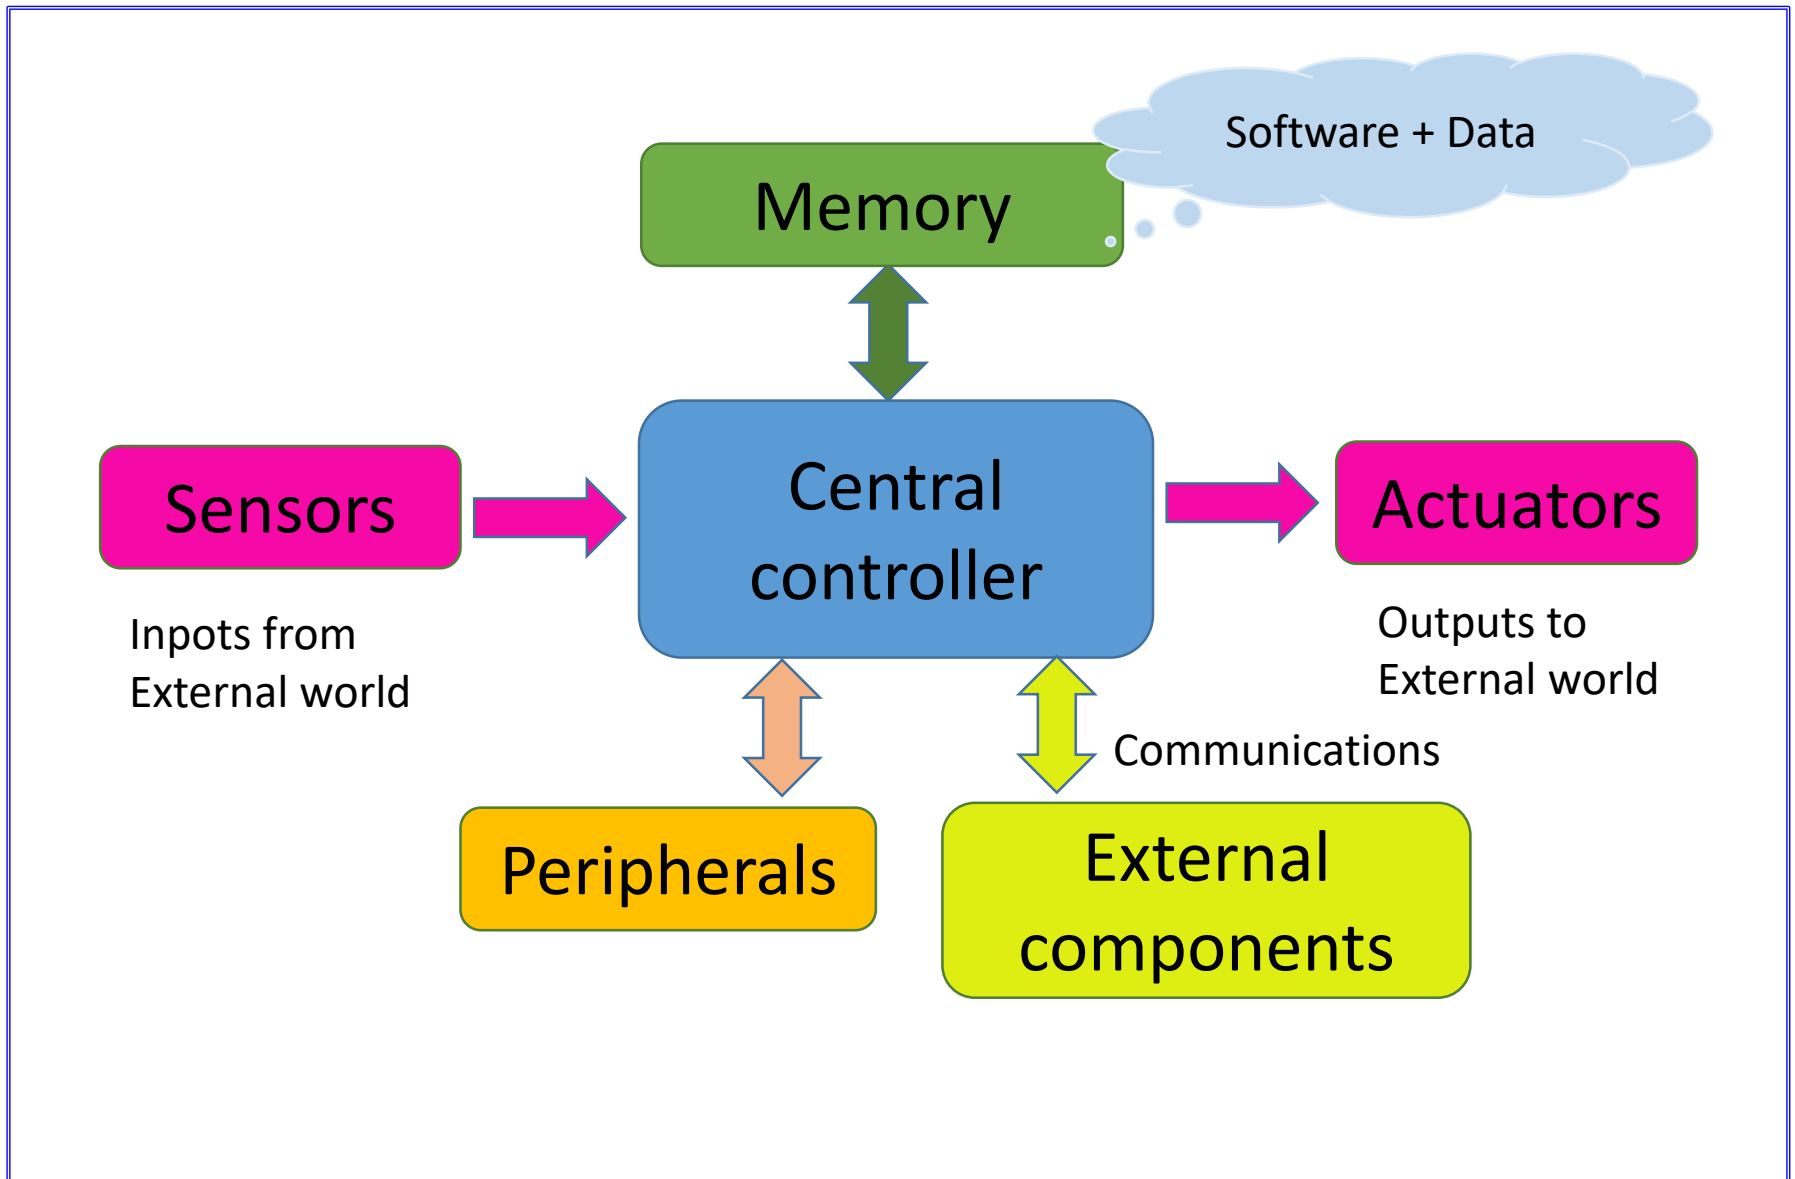 Software + Data
Memory
Central
controller
Sensors
Actuators
Inpots from
External world
Outputs to
External world
Communications
Peripherals
External
components